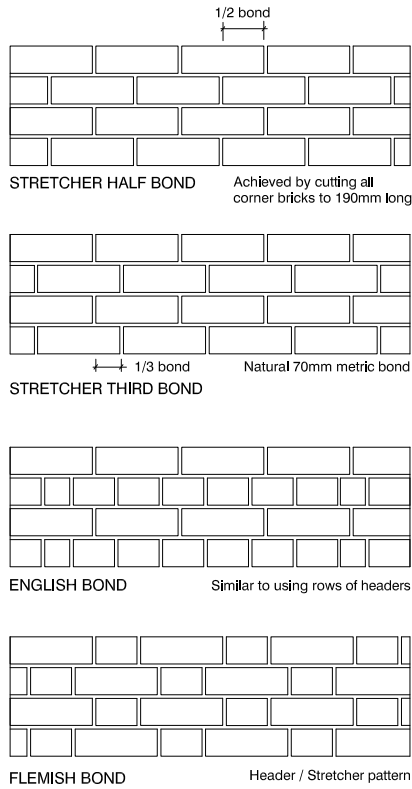 1/2 bond
STRETCHER HALF BOND
Achieved by cutting all
corner bricks to 190mm long
1/3 bond
Natural 70mm metric bond
STRETCHER THIRD BOND
ENGLISH BOND
Similar to using rows of headers
FLEMISH BOND
Header / Stretcher pattern